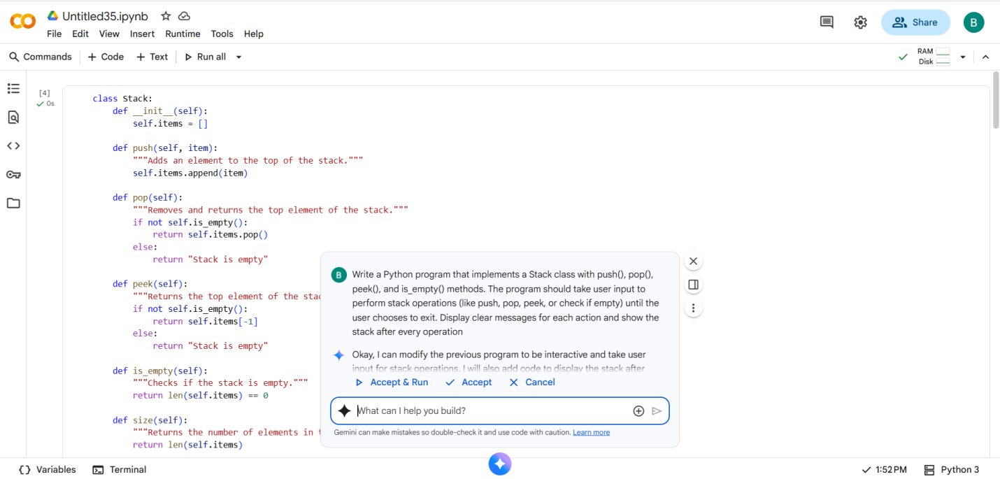 Untitled35.ipynb
File Edit View Insert Runtime Tools Help
Share
B
Commands + Code + Text Run all
RAM
Disk
[4]
0s
class Stack:
    def __init__(self):
        self.items = []
    def push(self, item):
        """Adds an element to the top of the stack."""
        self.items.append(item)
    def pop(self):
        """Removes and returns the top element of the stack."""
        if not self.is_empty():
            return self.items.pop()
        else:
            return "Stack is empty"
    def peek(self):
        """Returns the top element of the
        if not self.is_empty():
            return self.items[-1]
        else:
            return "Stack is empty"
    def is_empty(self):
        """Checks if the stack is empty."""
        return len(self.items) == 0
    def size(self):
        """Returns the number of elements in
        return len(self.items)
B
Write a Python program that implements a Stack class with push(), pop(),
peek(), and is_empty() methods. The program should take user input to
perform stack operations (like push, pop, peek, or check if empty) until the
user chooses to exit. Display clear messages for each action and show the
stack after every operation
Okay, I can modify the previous program to be interactive and take user
input for stack operations. I will also add code to display the stack after
Accept & Run Accept Cancel
What can I help you build?
Gemini can make mistakes so double-check it and use code with caution. Learn more
{} Variables Terminal
1:52 PM Python 3